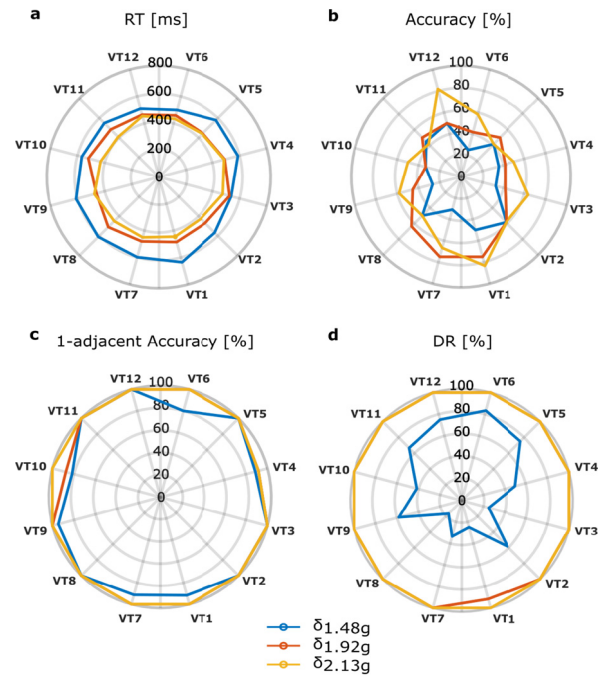 a RT [ms]
b Accuracy [%]
800
600
400
200
0
VT12
VT6
VT11
VT5
VT10
VT4
VT9
VT3
VT8
VT2
VT7
VT1
100
80
60
40
20
0
VT12
VT6
VT11
VT5
VT10
VT4
VT9
VT3
VT8
VT2
VT7
VT1
c 1-adjacent Accuracy [%]
d DR [%]
100
80
60
40
20
0
VT12
VT6
VT11
VT5
VT10
VT4
VT9
VT3
VT8
VT2
VT7
VT1
100
80
60
40
20
0
VT12
VT6
VT11
VT5
VT10
VT4
VT9
VT3
VT8
VT2
VT7
VT1
δ1.48g
δ1.92g
δ2.13g